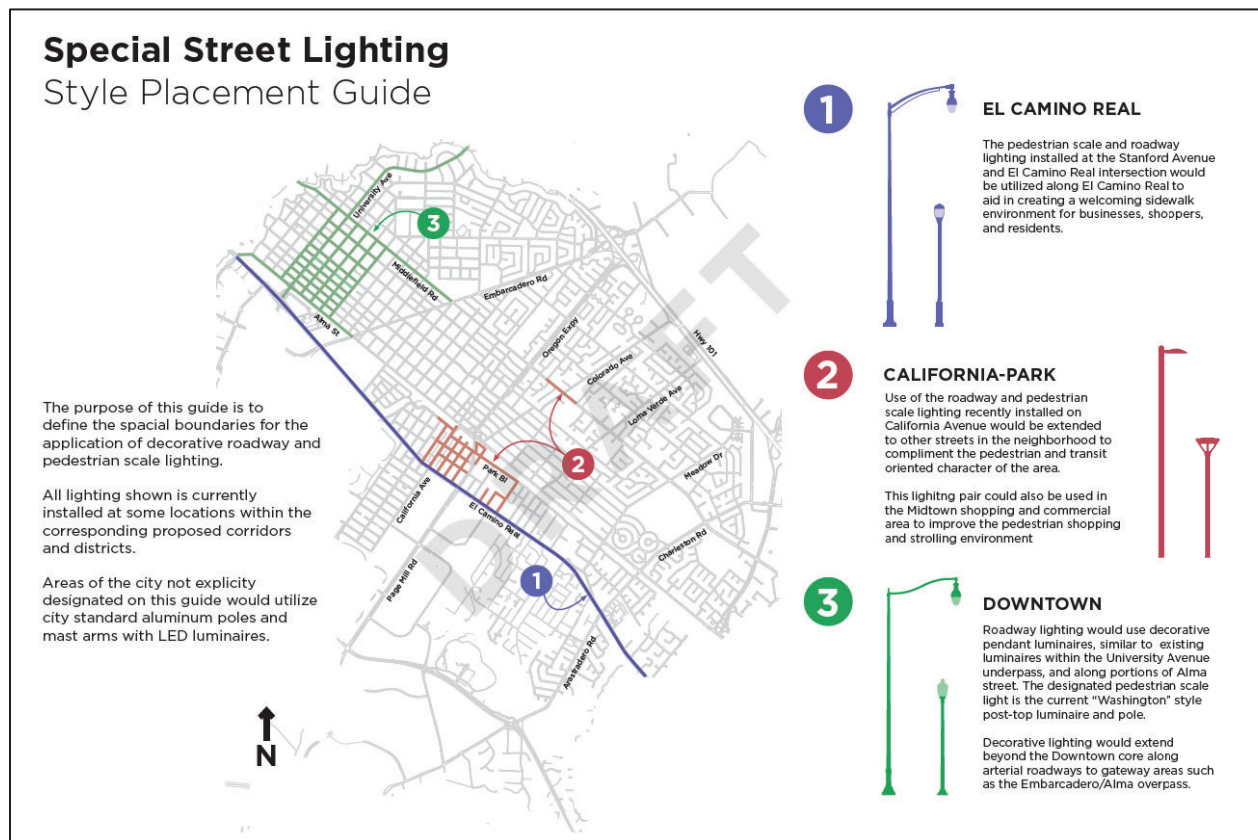 Special Street Lighting
Style Placement Guide
The purpose of this guide is to
define the spacial boundaries for the
application of decorative roadway and
pedestrian scale lighting.
All lighting shown is currently
installed at some locations within the
corresponding proposed corridors
and districts.
Areas of the city not explicity
designated on this guide would utilize
city standard aluminum poles and
mast arms with LED luminaires.
N
University Ave
3
Middlefield Rd
Embarcadero Rd
Alma St
Oregon Expy
Hwy 101
Colorado Ave
Loma Verde Ave
2
Park Bl
Meadow Dr
California Ave
El Camino Real
Charleston Rd
Page Mill Rd
1
Arastradero Rd
DRAFT
1
EL CAMINO REAL
The pedestrian scale and roadway
lighting installed at the Stanford Avenue
and El Camino Real intersection would
be utilized along El Camino Real to
aid in creating a welcoming sidewalk
environment for businesses, shoppers,
and residents.
2
CALIFORNIA-PARK
Use of the roadway and pedestrian
scale lighting recently installed on
California Avenue would be extended
to other streets in the neighborhood to
compliment the pedestrian and transit
oriented character of the area.
This lighitng pair could also be used in
the Midtown shopping and commercial
area to improve the pedestrian shopping
and strolling environment
3
DOWNTOWN
Roadway lighting would use decorative
pendant luminaires, similar to existing
luminaires within the University Avenue
underpass, and along portions of Alma
street. The designated pedestrian scale
light is the current “Washington” style
post-top luminaire and pole.
Decorative lighting would extend
beyond the Downtown core along
arterial roadways to gateway areas such
as the Embarcadero/Alma overpass.